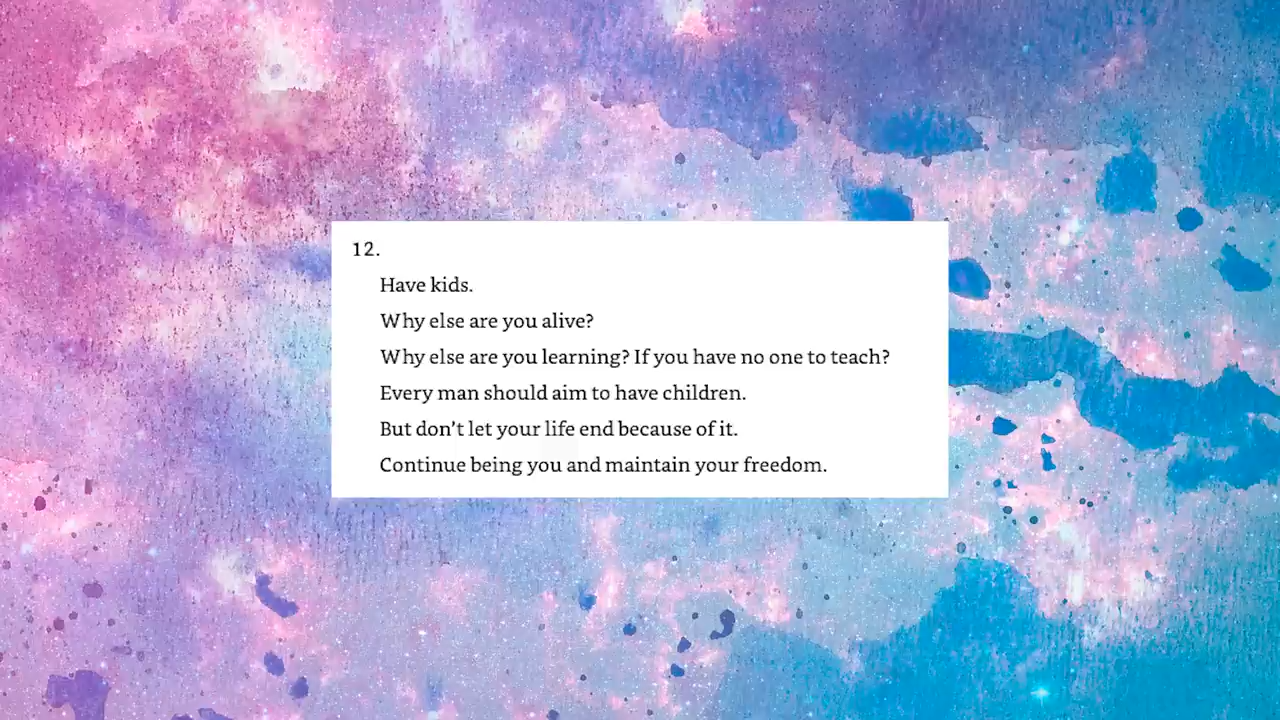 12.
Have kids.
Why else are you alive?
Why else are you learning? If you have no one to teach?
Every man should aim to have children.
But don’t let your life end because of it.
Continue being you and maintain your freedom.